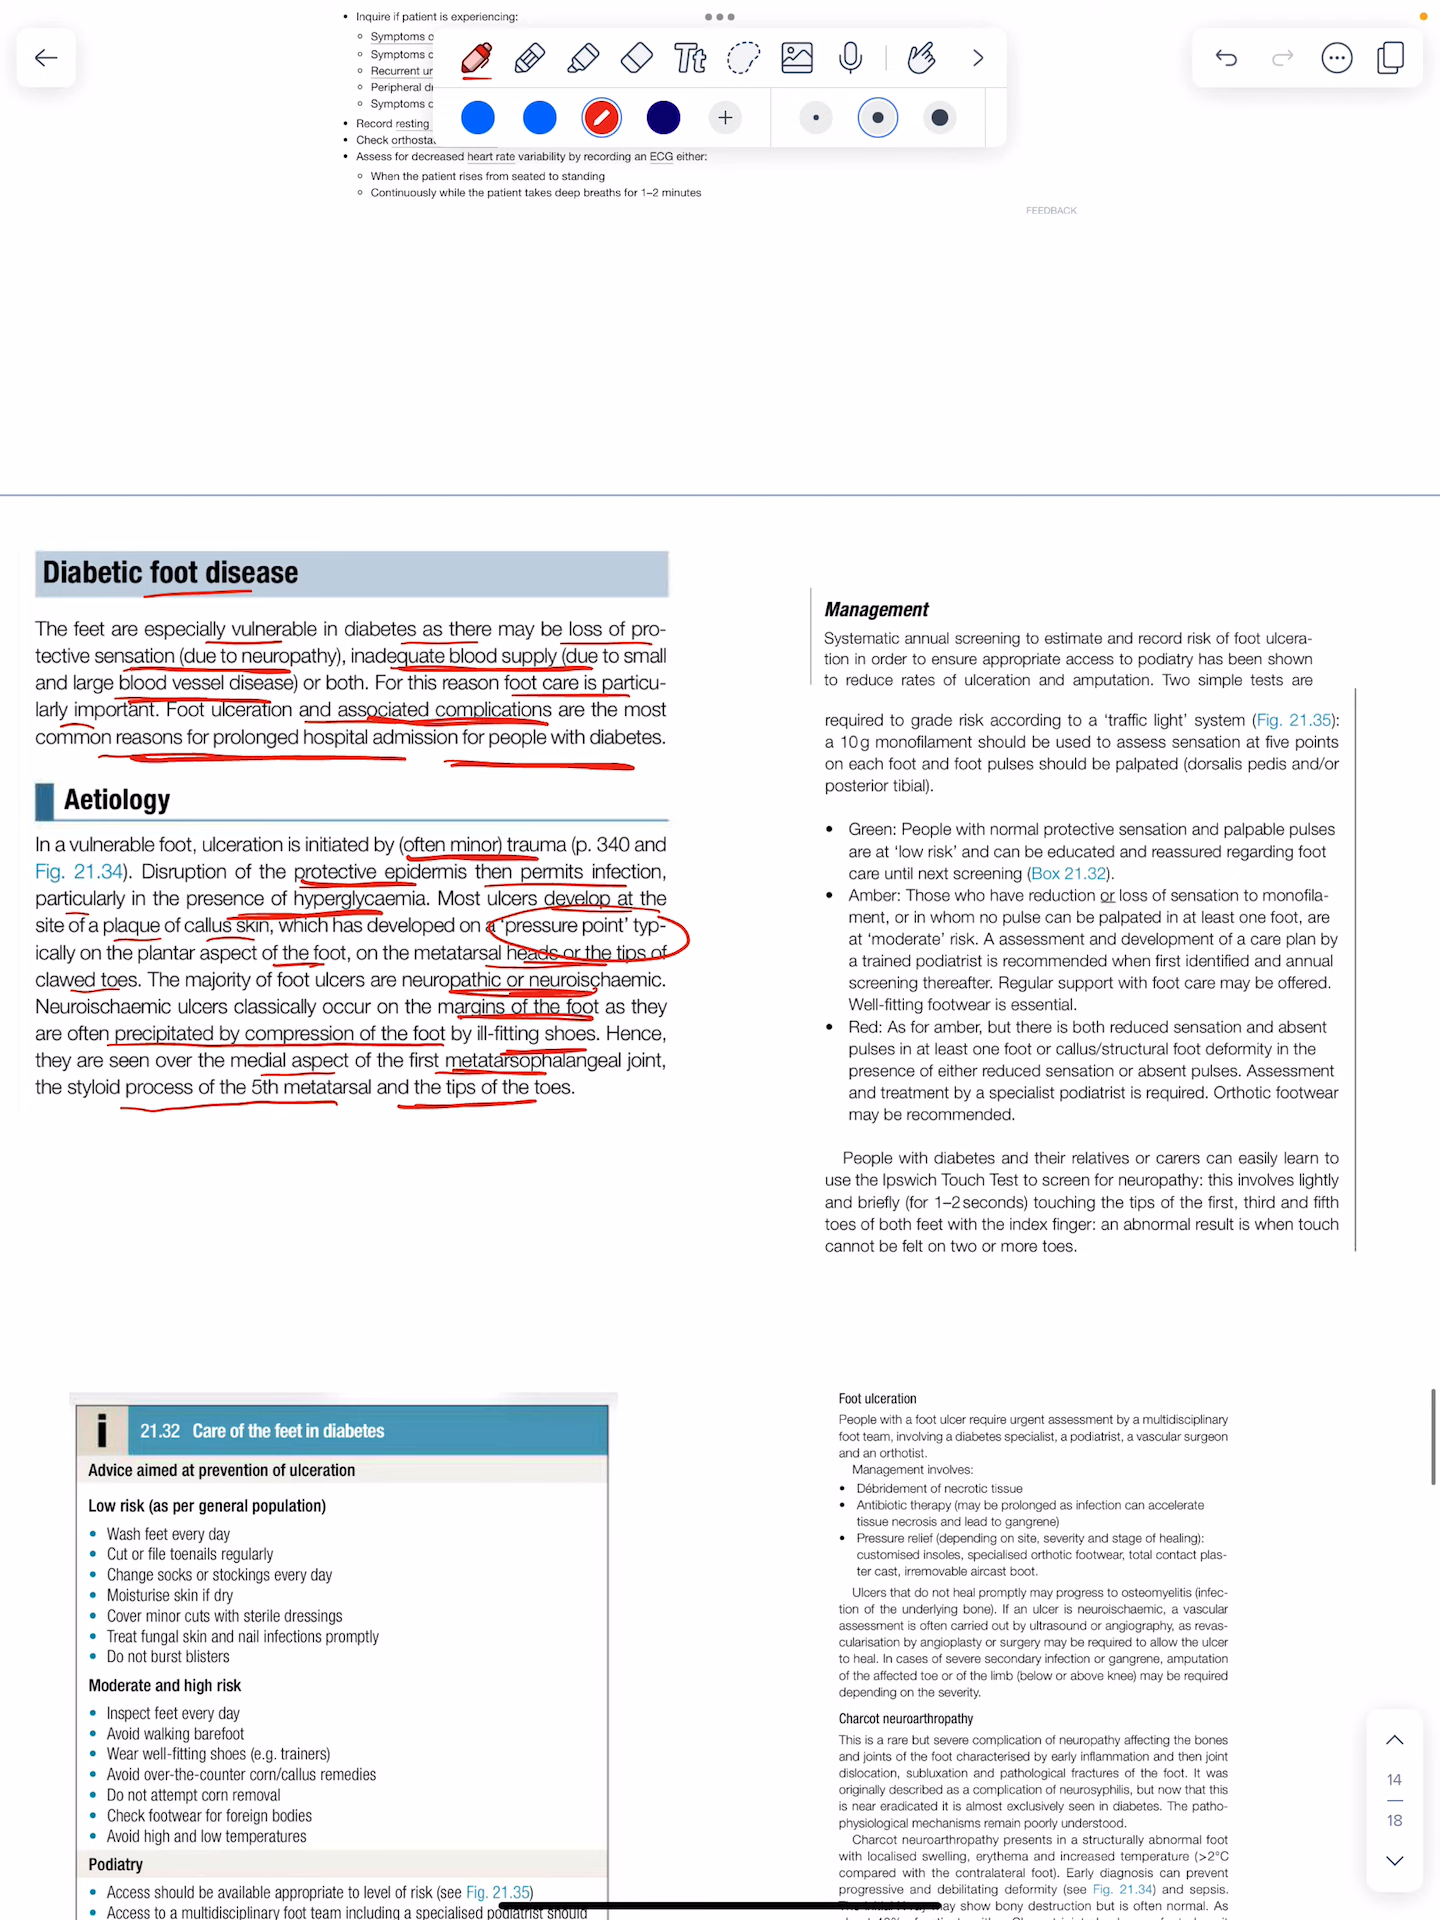 • Inquire if patient is experiencing:
Symptoms o
Symptoms o
Recurrent ur
Peripheral d
Symptoms o
• Record resting
• Check orthosta
• Assess for decreased heart rate variability by recording an ECG either:
When the patient rises from seated to standing
Continuously while the patient takes deep breaths for 1–2 minutes
FEEDBACK
Tt
Diabetic foot disease
The feet are especially vulnerable in diabetes as there may be loss of pro-
tective sensation (due to neuropathy), inadequate blood supply (due to small
and large blood vessel disease) or both. For this reason foot care is particu-
larly important. Foot ulceration and associated complications are the most
common reasons for prolonged hospital admission for people with diabetes.
Aetiology
In a vulnerable foot, ulceration is initiated by (often minor) trauma (p. 340 and
Fig. 21.34). Disruption of the protective epidermis then permits infection,
particularly in the presence of hyperglycaemia. Most ulcers develop at the
site of a plaque of callus skin, which has developed on a ‘pressure point’ typ-
ically on the plantar aspect of the foot, on the metatarsal heads or the tips of
clawed toes. The majority of foot ulcers are neuropathic or neuroischaemic.
Neuroischaemic ulcers classically occur on the margins of the foot as they
are often precipitated by compression of the foot by ill-fitting shoes. Hence,
they are seen over the medial aspect of the first metatarsophalangeal joint,
the styloid process of the 5th metatarsal and the tips of the toes.
Management
Systematic annual screening to estimate and record risk of foot ulcera-
tion in order to ensure appropriate access to podiatry has been shown
to reduce rates of ulceration and amputation. Two simple tests are
required to grade risk according to a ‘traffic light’ system (Fig. 21.35):
a 10 g monofilament should be used to assess sensation at five points
on each foot and foot pulses should be palpated (dorsalis pedis and/or
posterior tibial).
• Green: People with normal protective sensation and palpable pulses
are at ‘low risk’ and can be educated and reassured regarding foot
care until next screening (Box 21.32).
• Amber: Those who have reduction or loss of sensation to monofila-
ment, or in whom no pulse can be palpated in at least one foot, are
at ‘moderate’ risk. A assessment and development of a care plan by
a trained podiatrist is recommended when first identified and annual
screening thereafter. Regular support with foot care may be offered.
Well-fitting footwear is essential.
• Red: As for amber, but there is both reduced sensation and absent
pulses in at least one foot or callus/structural foot deformity in the
presence of either reduced sensation or absent pulses. Assessment
and treatment by a specialist podiatrist is required. Orthotic footwear
may be recommended.
People with diabetes and their relatives or carers can easily learn to
use the Ipswich Touch Test to screen for neuropathy: this involves lightly
and briefly (for 1–2 seconds) touching the tips of the first, third and fifth
toes of both feet with the index finger: an abnormal result is when touch
cannot be felt on two or more toes.
i 21.32 Care of the feet in diabetes
Advice aimed at prevention of ulceration
Low risk (as per general population)
• Wash feet every day
• Cut or file toenails regularly
• Change socks or stockings every day
• Moisturise skin if dry
• Cover minor cuts with sterile dressings
• Treat fungal skin and nail infections promptly
• Do not burst blisters
Moderate and high risk
• Inspect feet every day
• Avoid walking barefoot
• Wear well-fitting shoes (e.g. trainers)
• Avoid over-the-counter corn/callus remedies
• Do not attempt corn removal
• Check footwear for foreign bodies
• Avoid high and low temperatures
Podiatry
• Access should be available appropriate to level of risk (see Fig. 21.35)
• Access to a multidisciplinary foot team including a specialised podiatrist should
Foot ulceration
People with a foot ulcer require urgent assessment by a multidisciplinary
foot team, involving a diabetes specialist, a podiatrist, a vascular surgeon
and an orthotist.
Management involves:
• Débridement of necrotic tissue
• Antibiotic therapy (may be prolonged as infection can accelerate
tissue necrosis and lead to gangrene)
• Pressure relief (depending on site, severity and stage of healing):
customised insoles, specialised orthotic footwear, total contact plas-
ter cast, irremovable aircast boot.
Ulcers that do not heal promptly may progress to osteomyelitis (infec-
tion of the underlying bone). If an ulcer is neuroischaemic, a vascular
assessment is often carried out by ultrasound or angiography, as revas-
cularisation by angioplasty or surgery may be required to allow the ulcer
to heal. In cases of severe secondary infection or gangrene, amputation
of the affected toe or of the limb (below or above knee) may be required
depending on the severity.
Charcot neuroarthropathy
This is a rare but severe complication of neuropathy affecting the bones
and joints of the foot characterised by early inflammation and then joint
dislocation, subluxation and pathological fractures of the foot. It was
originally described as a complication of neurosyphilis, but now that this
is near eradicated it is almost exclusively seen in diabetes. The patho-
physiological mechanisms remain poorly understood.
Charcot neuroarthropathy presents in a structurally abnormal foot
with localised swelling, erythema and increased temperature (>2°C
compared with the contralateral foot). Early diagnosis can prevent
progressive and debilitating deformity (see Fig. 21.34) and sepsis.
may show bony destruction but is often normal. As
14
18